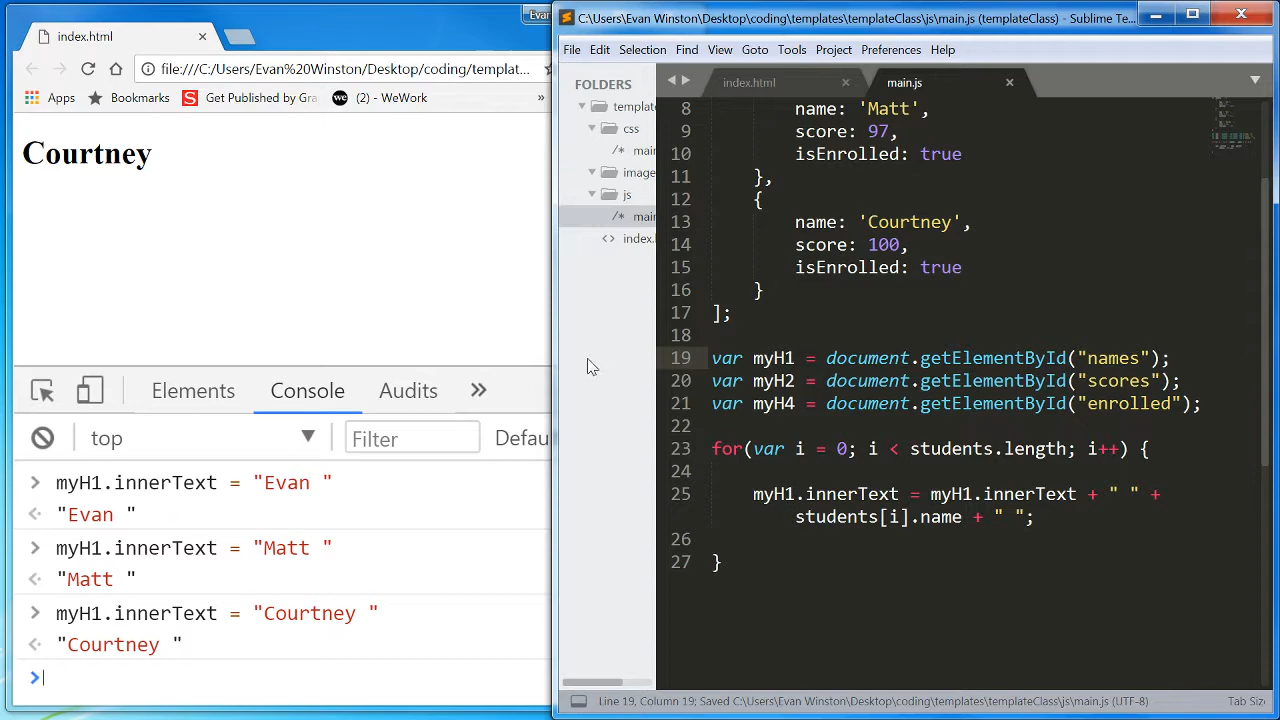 index.html
Evan
file:///C:/Users/Evan%20Winston/Desktop/coding/templat...
Apps Bookmarks Get Published by Gra (-) - WeWork »
Courtney
Elements Console Audits »
top Filter Defau
> myH1.innerText = "Evan "
"Evan "
> myH1.innerText = "Matt "
"Matt "
> myH1.innerText = "Courtney "
"Courtney "
>
C:\Users\Evan Winston\Desktop\coding\templates\templateClass\js\main.js (templateClass) - Sublime Te...
File Edit Selection Find View Goto Tools Project Preferences Help
FOLDERS
templat
css
/* main
image
js
/* main
<> index.h
index.html main.js
8 name: 'Matt',
9 score: 97,
10 isEnrolled: true
11 },
12 {
13 name: 'Courtney',
14 score: 100,
15 isEnrolled: true
16 }
17 ];
18
19 var myH1 = document.getElementById("names");
20 var myH2 = document.getElementById("scores");
21 var myH4 = document.getElementById("enrolled");
22
23 for(var i = 0; i < students.length; i++) {
24
25 myH1.innerText = myH1.innerText + " " +
students[i].name + " ";
26
27 }
Line 19, Column 19; Saved C:\Users\Evan Winston\Desktop\coding\templates\templateClass\js\main.js (UTF-8) Tab Size